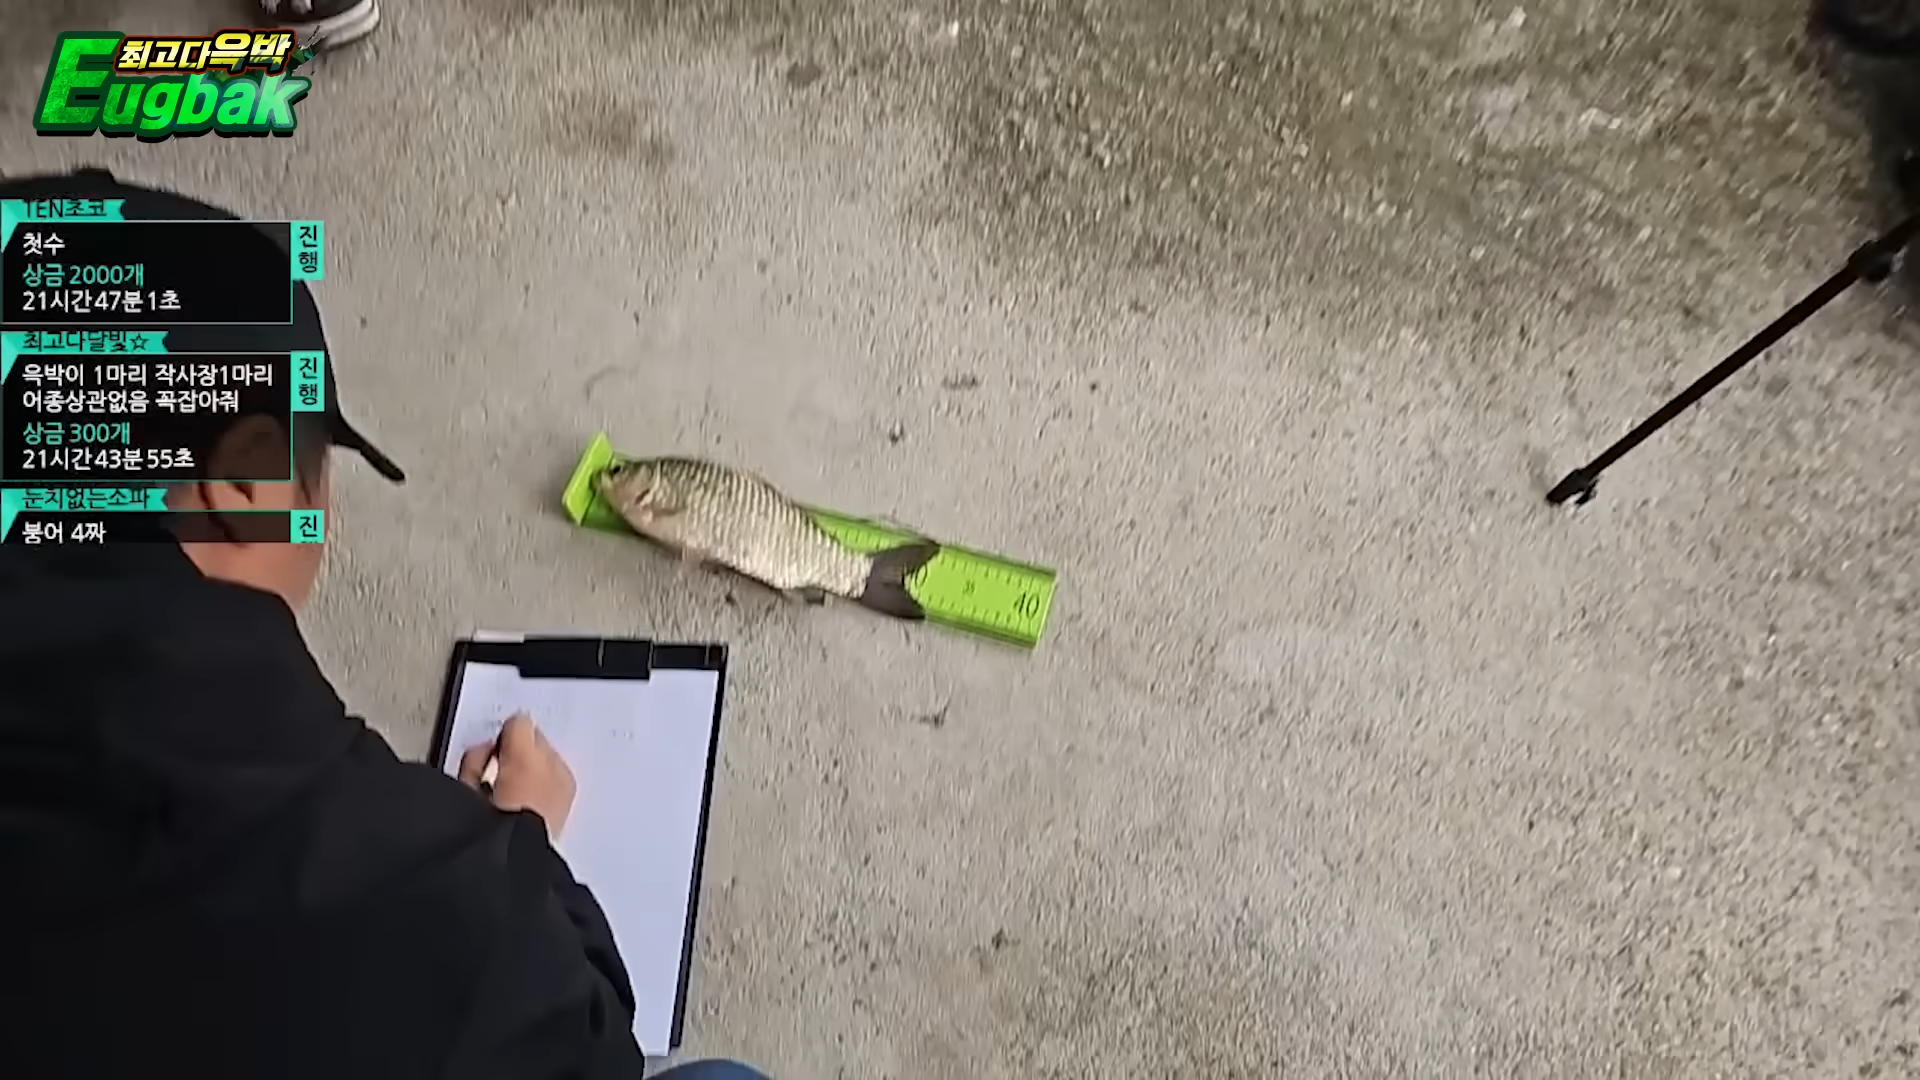 최고다윽박
Eugbak
TEN초코
첫수
진행
상금 2000개
21시간 47분 1초
최고다달빛☆
윽박이 1마리 작사장1마리
어종상관없음 꼭잡아줘
진행
상금 300개
21시간 43분 55초
눈치없는소파
붕어 4짜
진
40